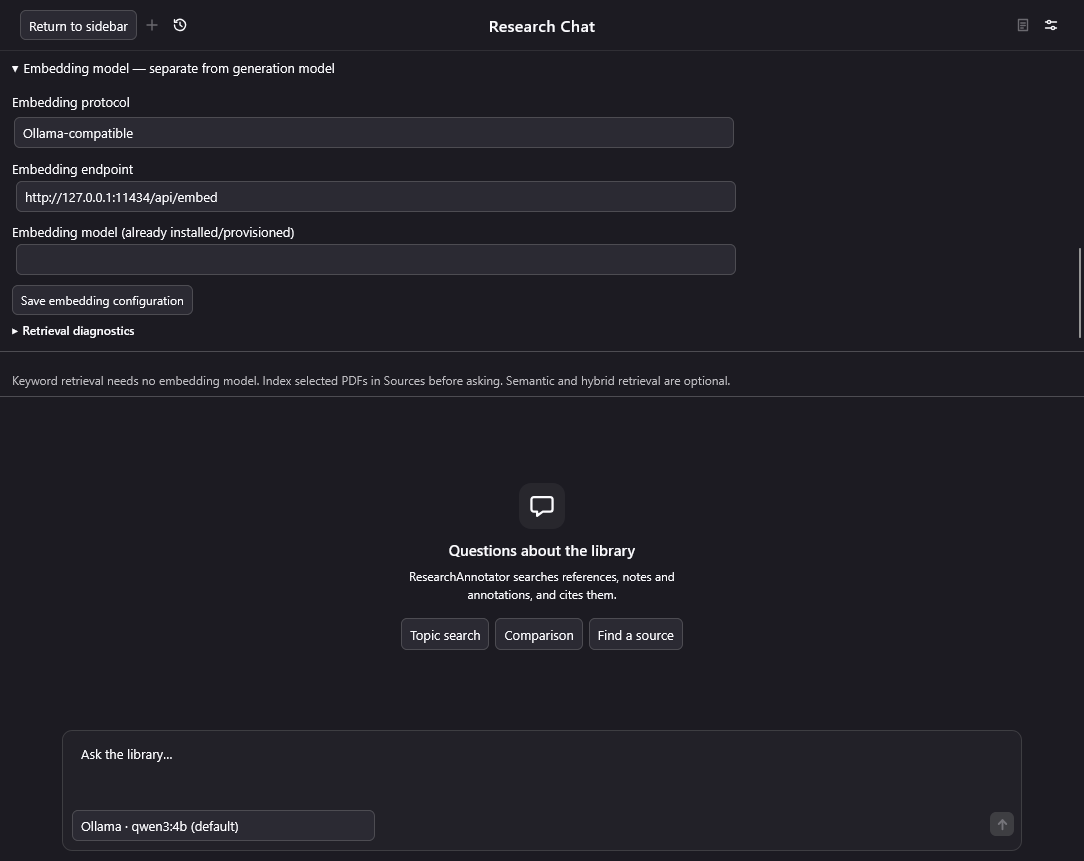 Return to sidebar
Research Chat
▾ Embedding model — separate from generation model
Embedding protocol
Ollama-compatible
Embedding endpoint
http://127.0.0.1:11434/api/embed
Embedding model (already installed/provisioned)
Save embedding configuration
▸ Retrieval diagnostics
Keyword retrieval needs no embedding model. Index selected PDFs in Sources before asking. Semantic and hybrid retrieval are optional.
Questions about the library
ResearchAnnotator searches references, notes and
annotations, and cites them.
Topic search Comparison Find a source
Ask the library...
Ollama · qwen3:4b (default)